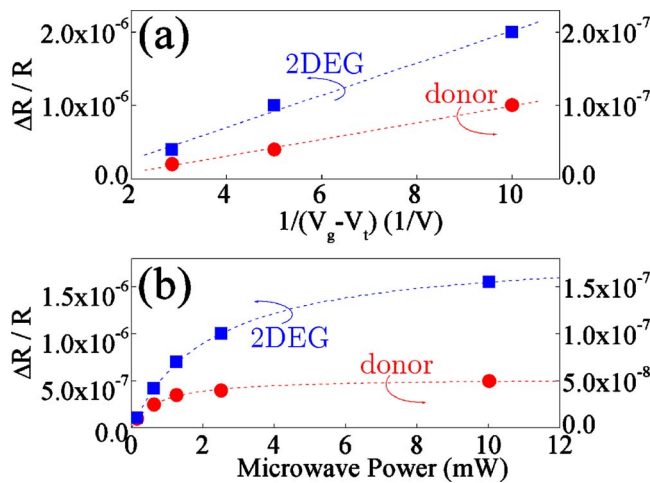 (a)
2.0x10⁻⁶
1.0x10⁻⁶
0.0
ΔR / R
2DEG
donor
2.0x10⁻⁷
1.0x10⁻⁷
0.0
2 4 6 8 10
1/(V_g-V_t) (1/V)
(b)
1.5x10⁻⁶
1.0x10⁻⁶
5.0x10⁻⁷
0.0
ΔR / R
2DEG
donor
1.5x10⁻⁷
1.0x10⁻⁷
5.0x10⁻⁸
0.0
0 2 4 6 8 10 12
Microwave Power (mW)